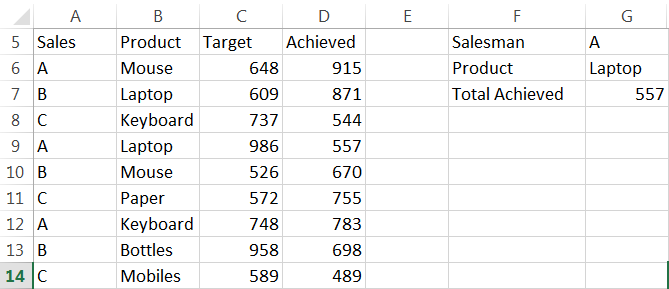 A B C D E F G
5 Sales Product Target Achieved Salesman A
6 A Mouse 648 915 Product Laptop
7 B Laptop 609 871 Total Achieved 557
8 C Keyboard 737 544
9 A Laptop 986 557
10 B Mouse 526 670
11 C Paper 572 755
12 A Keyboard 748 783
13 B Bottles 958 698
14 C Mobiles 589 489